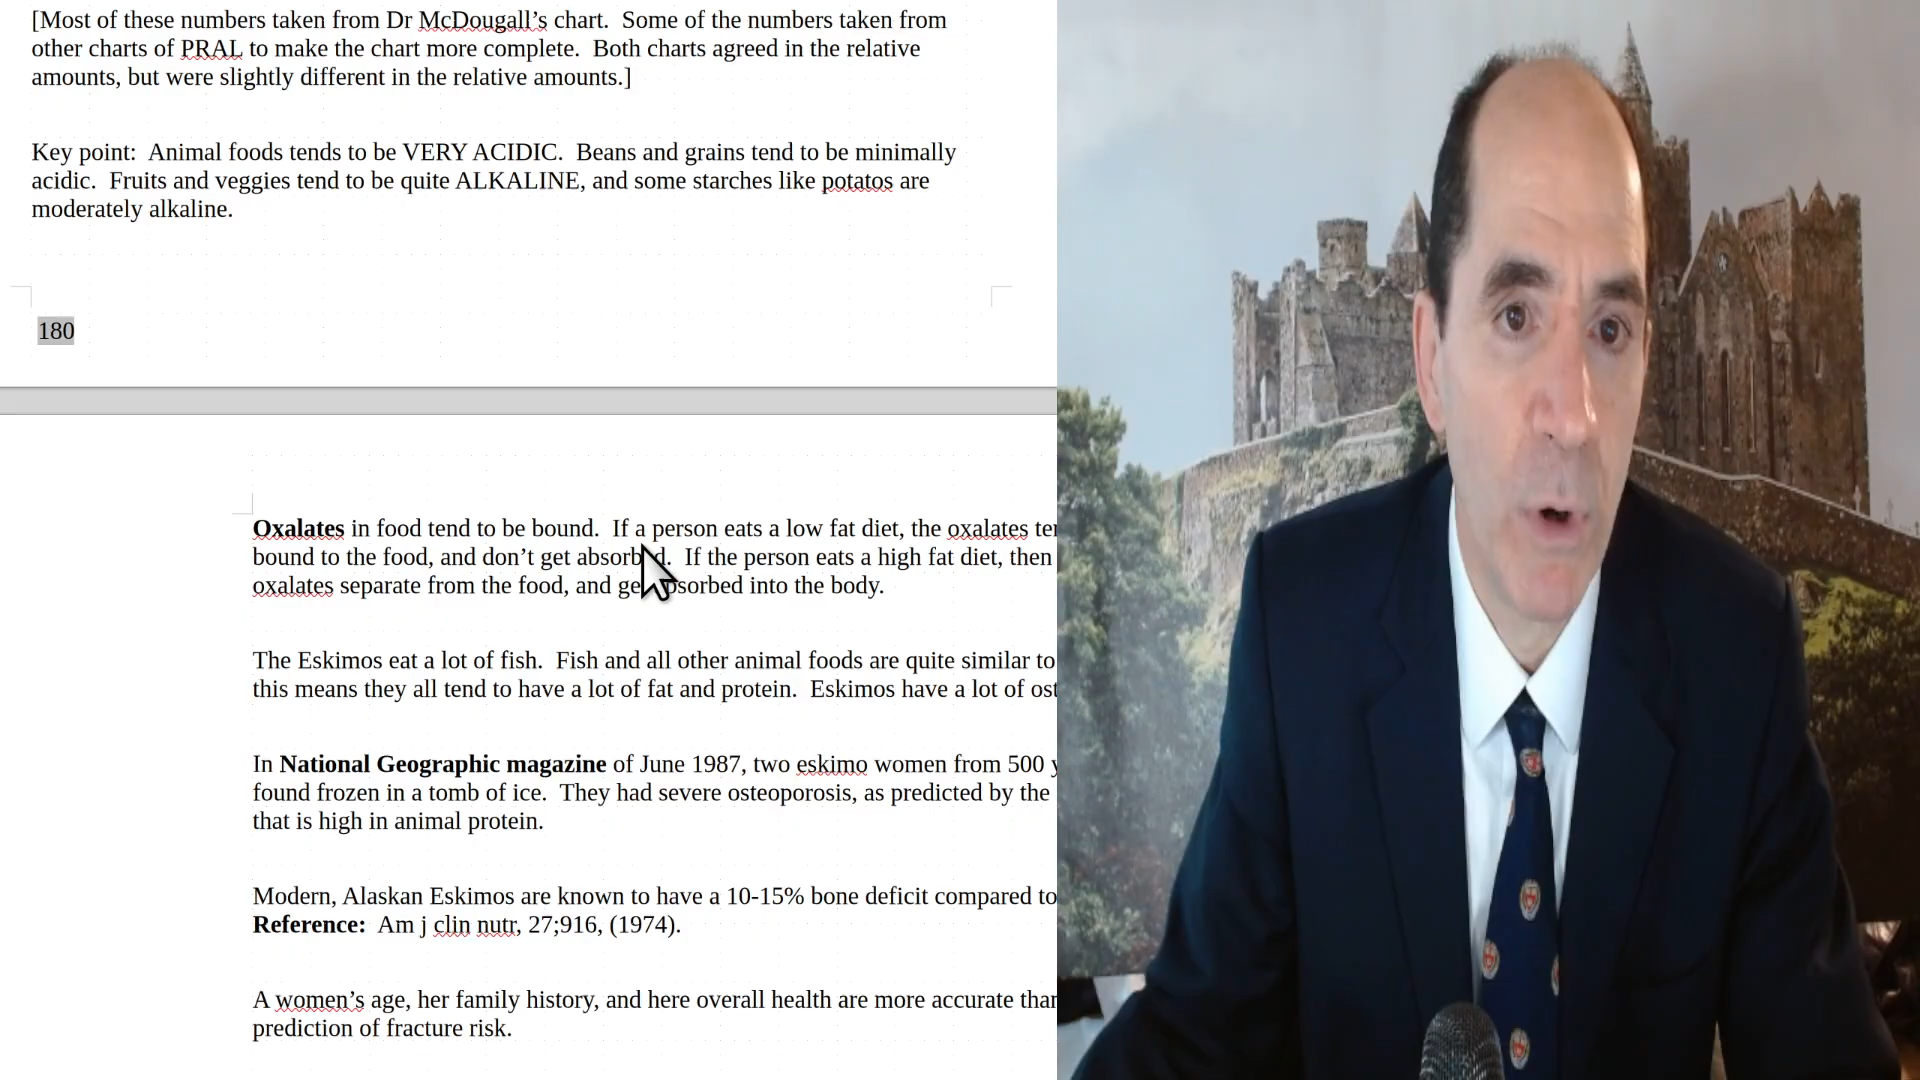 [Most of these numbers taken from Dr McDougall’s chart.  Some of the numbers taken from
other charts of PRAL to make the chart more complete.  Both charts agreed in the relative
amounts, but were slightly different in the relative amounts.]
Key point:  Animal foods tends to be VERY ACIDIC.  Beans and grains tend to be minimally
acidic.  Fruits and veggies tend to be quite ALKALINE, and some starches like potatos are
moderately alkaline.
180
Oxalates in food tend to be bound.  If a person eats a low fat diet, the oxalates
bound to the food, and don’t get absorbed.  If the person eats a high fat diet, then
oxalates separate from the food, and get absorbed into the body.
The Eskimos eat a lot of fish.  Fish and all other animal foods are quite similar to
this means they all tend to have a lot of fat and protein.  Eskimos have a lot of
In National Geographic magazine of June 1987, two eskimo women from 500
found frozen in a tomb of ice.  They had severe osteoporosis, as predicted by the
that is high in animal protein.
Modern, Alaskan Eskimos are known to have a 10-15% bone deficit compared to
Reference:  Am j clin nutr, 27;916, (1974).
A women’s age, her family history, and here overall health are more accurate
prediction of fracture risk.